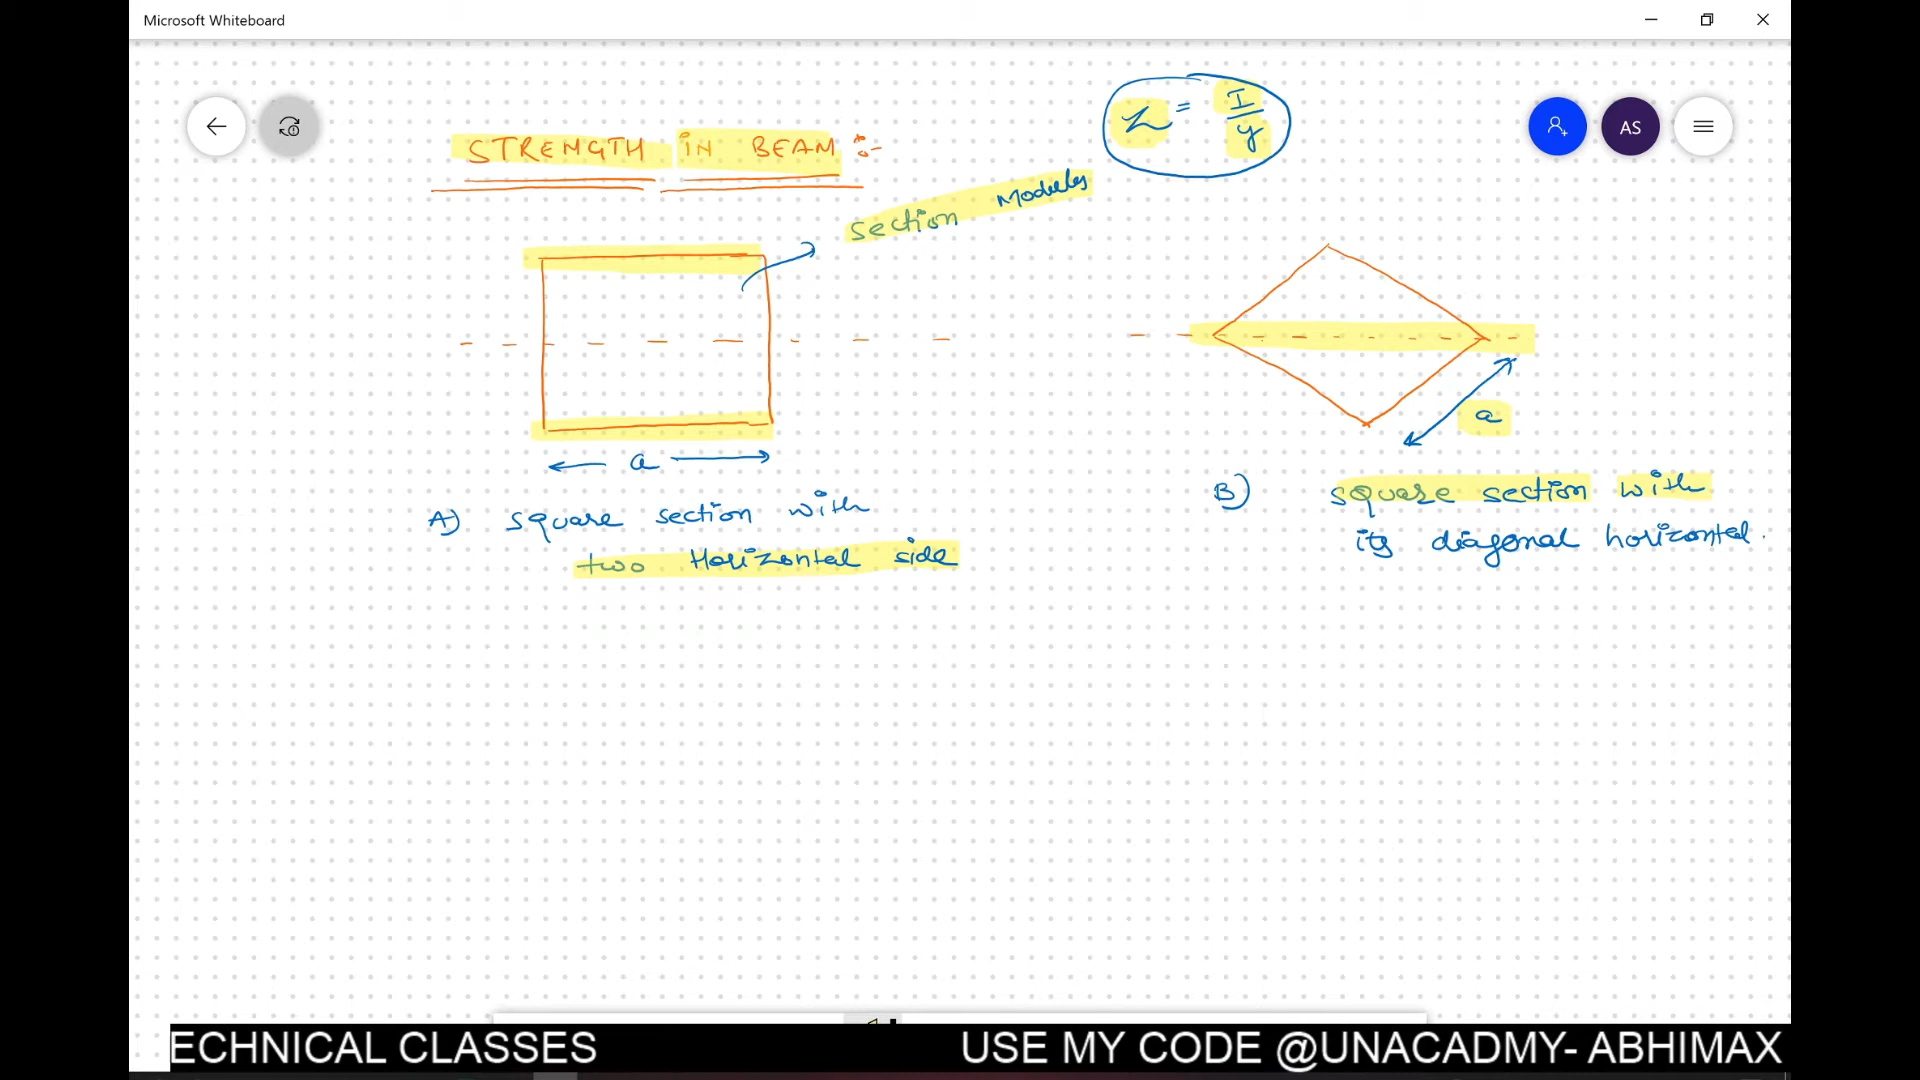 Microsoft Whiteboard
Z = I/y
AS
STRENGTH iN BEAM :-
section Modulus
a
a
A) square section with
two Horizontal side
B) square section with
its diagonal horizontal.
ECHNICAL CLASSES
USE MY CODE @UNACADMY- ABHIMAX